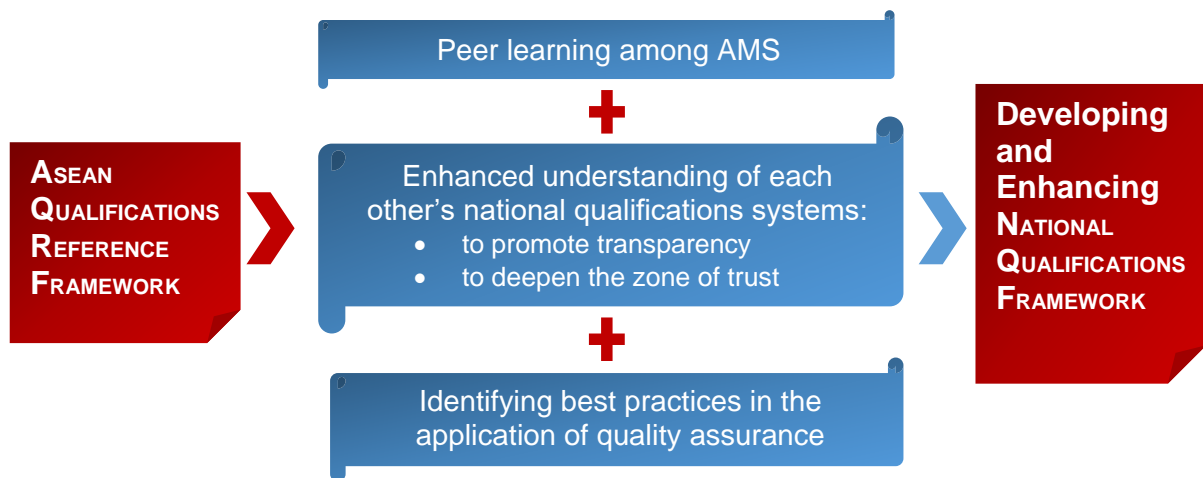 Peer learning among AMS
ASEAN
QUALIFICATIONS
REFERENCE
FRAMEWORK
Enhanced understanding of each
other's national qualifications systems:
• to promote transparency
• to deepen the zone of trust
Identifying best practices in the
application of quality assurance
Developing
and
Enhancing
NATIONAL
QUALIFICATIONS
FRAMEWORK